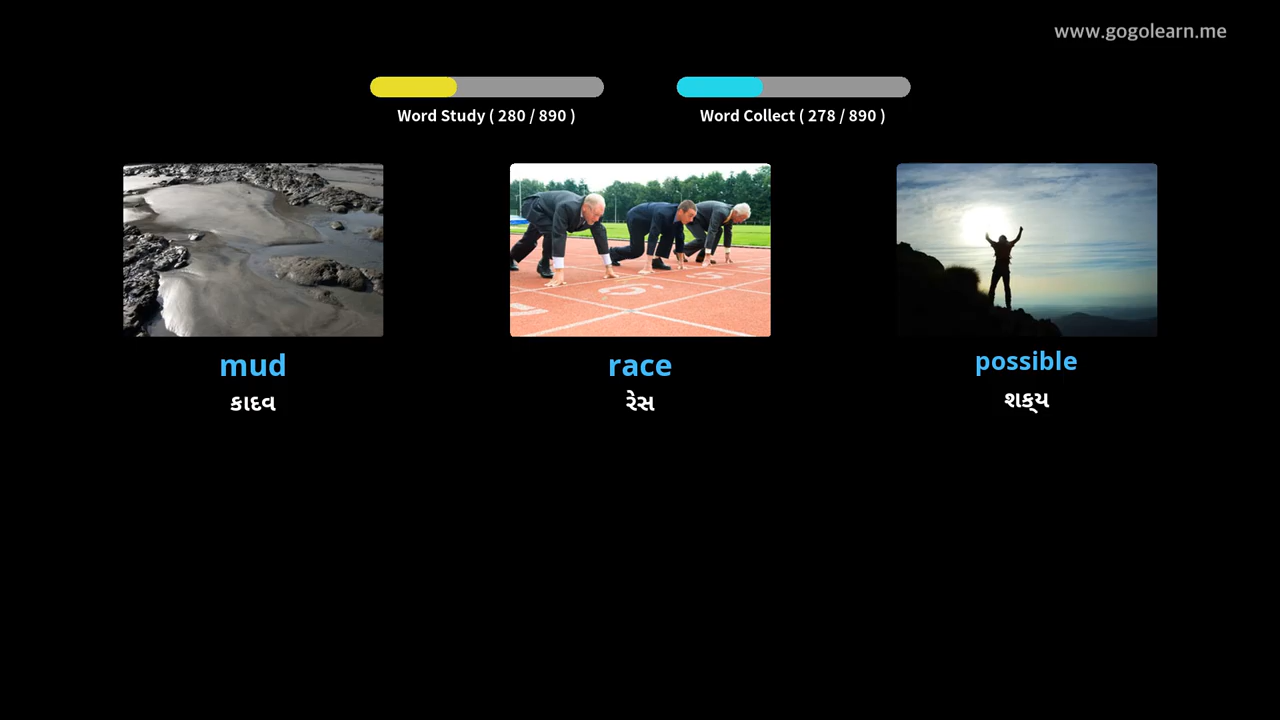 www.gogolearn.me
Word Study ( 280 / 890 )
Word Collect ( 278 / 890 )
mud
race
possible
કાદવ
રેસ
શક્ય